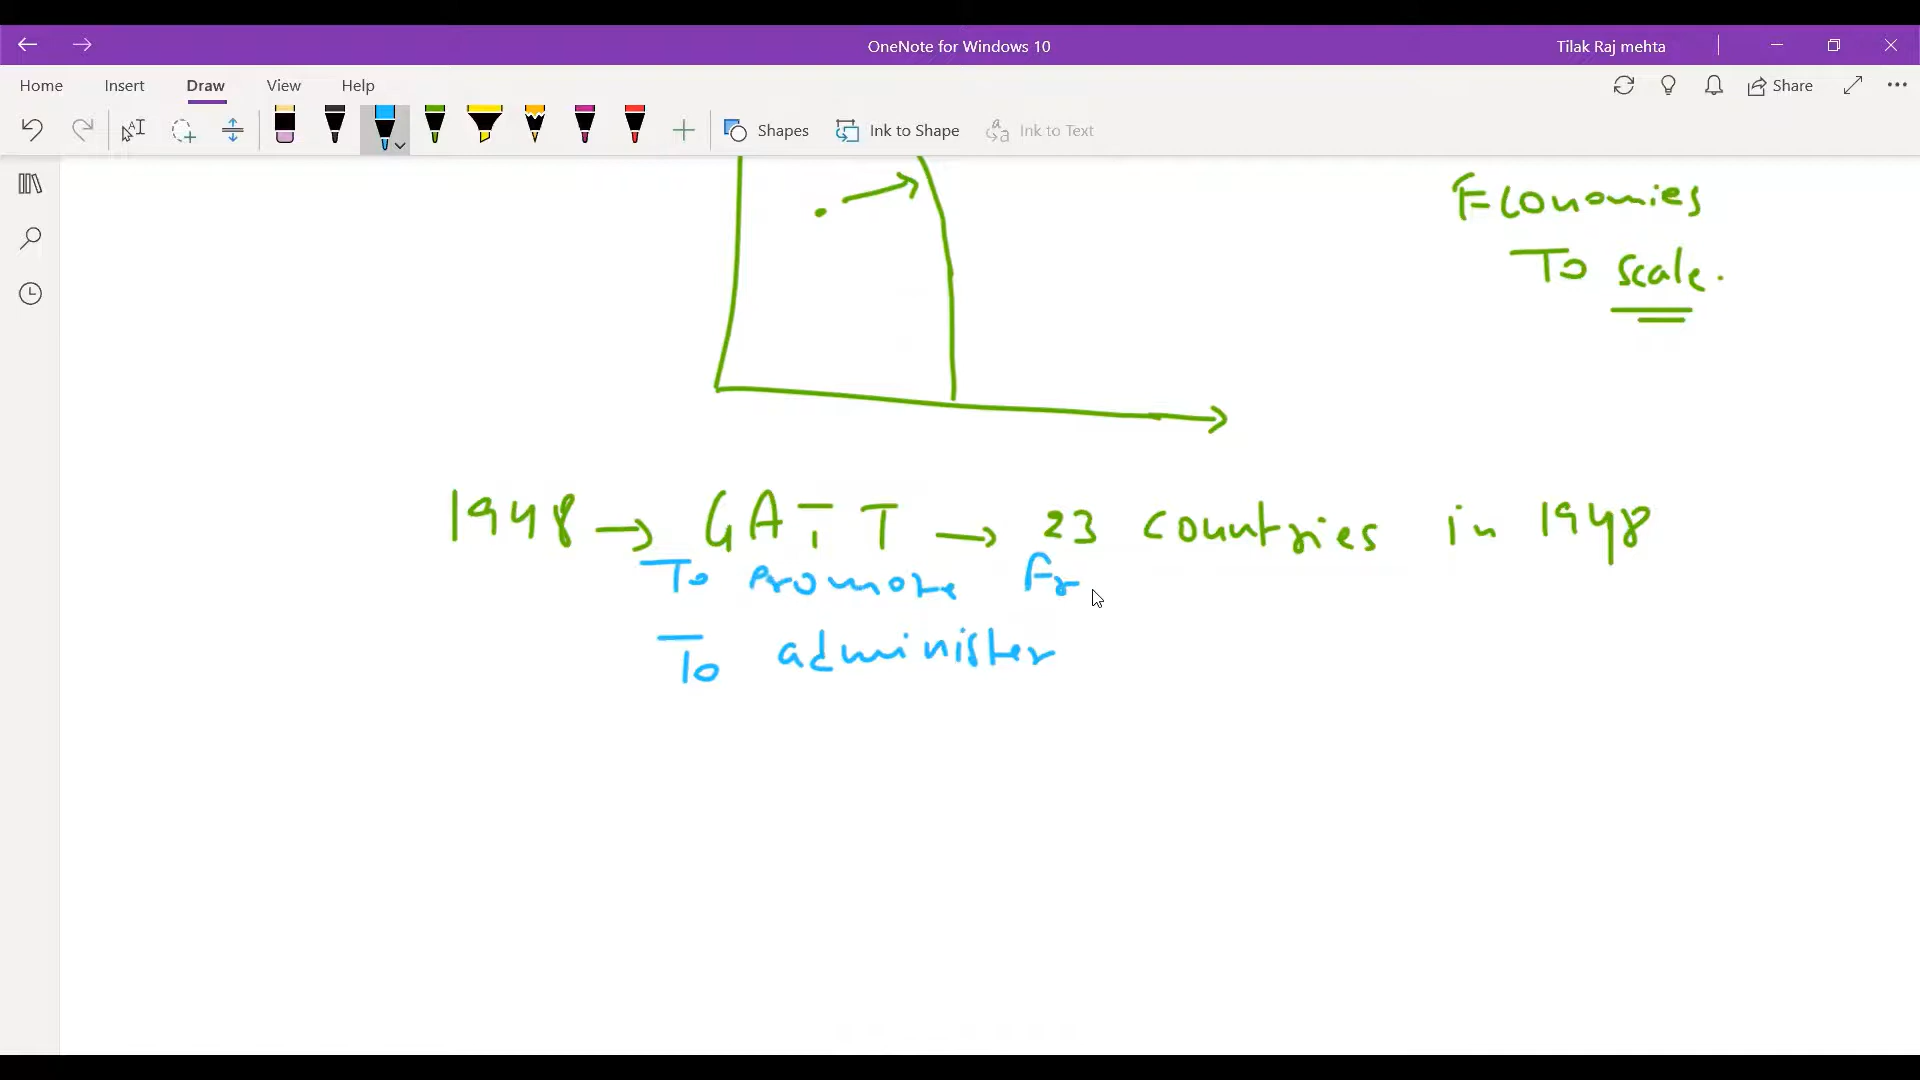 OneNote for Windows 10
Tilak Raj mehta
Home Insert Draw View Help
Share
Shapes Ink to Shape Ink to Text
Economies
To scale.
1948 → GATT → 23 countries in 1948
To Promote Fr
To administer